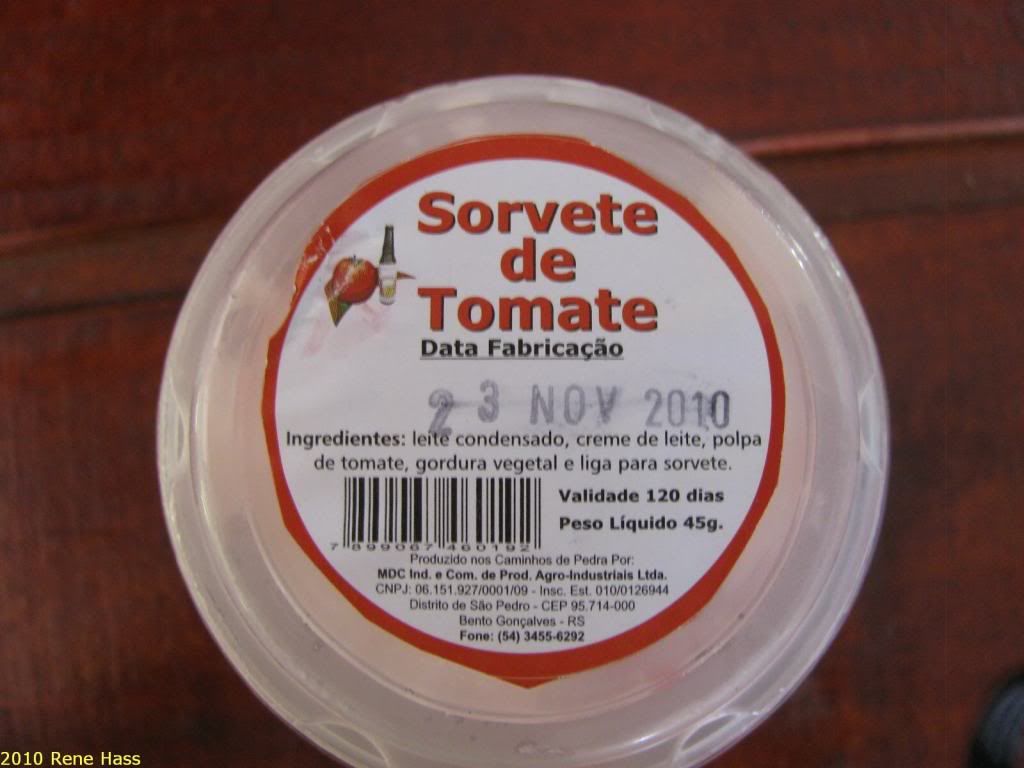 Sorvete
de
Tomate
Data Fabricação
23 NOV 2010
Ingredientes: leite condensado, creme de leite, polpa
de tomate, gordura vegetal e liga para sorvete.
Validade 120 dias
Peso Líquido 45g.
7 899067 460192
Produzido nos Caminhos de Pedra Por:
MDC Ind. e Com. de Prod. Agro-Industriais Ltda.
CNPJ: 06.151.927/0001/09 - Insc. Est. 010/0126944
Distrito de São Pedro - CEP 95.714-000
Bento Gonçalves - RS
Fone: (54) 3455-6292
2010 Rene Hass